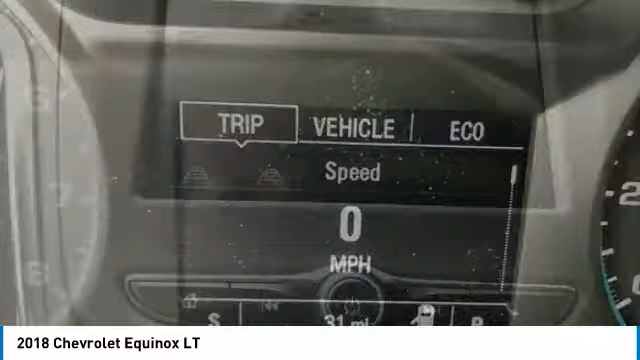 TRIP VEHICLE ECO
Speed
0
MPH
S 31 mi P
2018 Chevrolet Equinox LT